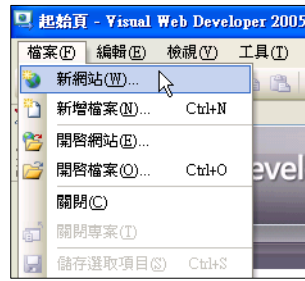 起始頁 - Visual Web Developer 2005
檔案(F) 編輯(E) 檢視(V) 工具(T)
新網站(W)...
新增檔案(N)... Ctrl+N
開啓網站(E)...
開啓檔案(O)... Ctrl+O
evel
關閉(C)
關閉專案(T)
儲存選取項目(S) Ctrl+S